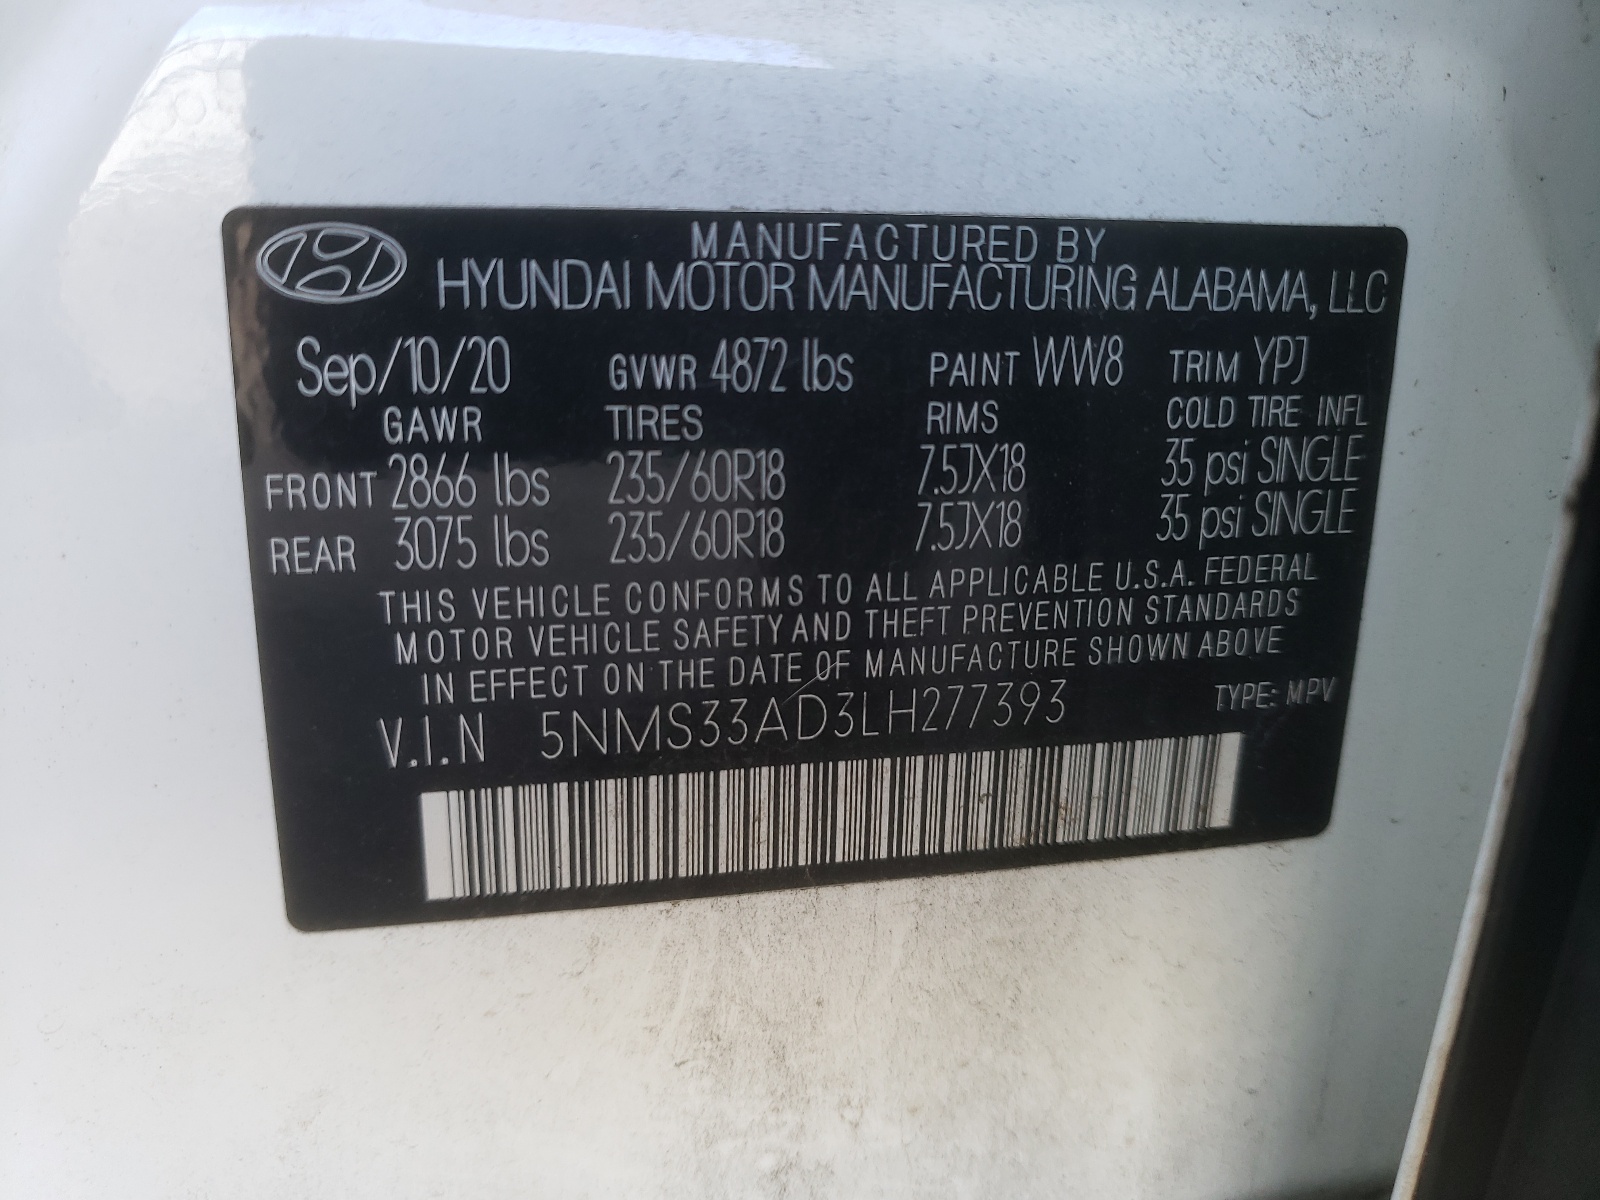 MANUFACTURED BY
HYUNDAI MOTOR MANUFACTURING ALABAMA, LLC
Sep/10/20 GVWR 4872 lbs PAINT WW8 TRIM YPJ
GAWR TIRES RIMS COLD TIRE INFL
FRONT 2866 lbs 235/60R18 7.5JX18 35 psi SINGLE
REAR 3075 lbs 235/60R18 7.5JX18 35 psi SINGLE
THIS VEHICLE CONFORMS TO ALL APPLICABLE U.S.A. FEDERAL
MOTOR VEHICLE SAFETY AND THEFT PREVENTION STANDARDS
IN EFFECT ON THE DATE OF MANUFACTURE SHOWN ABOVE
V.I.N 5NMS33AD3LH277393 TYPE: MPV